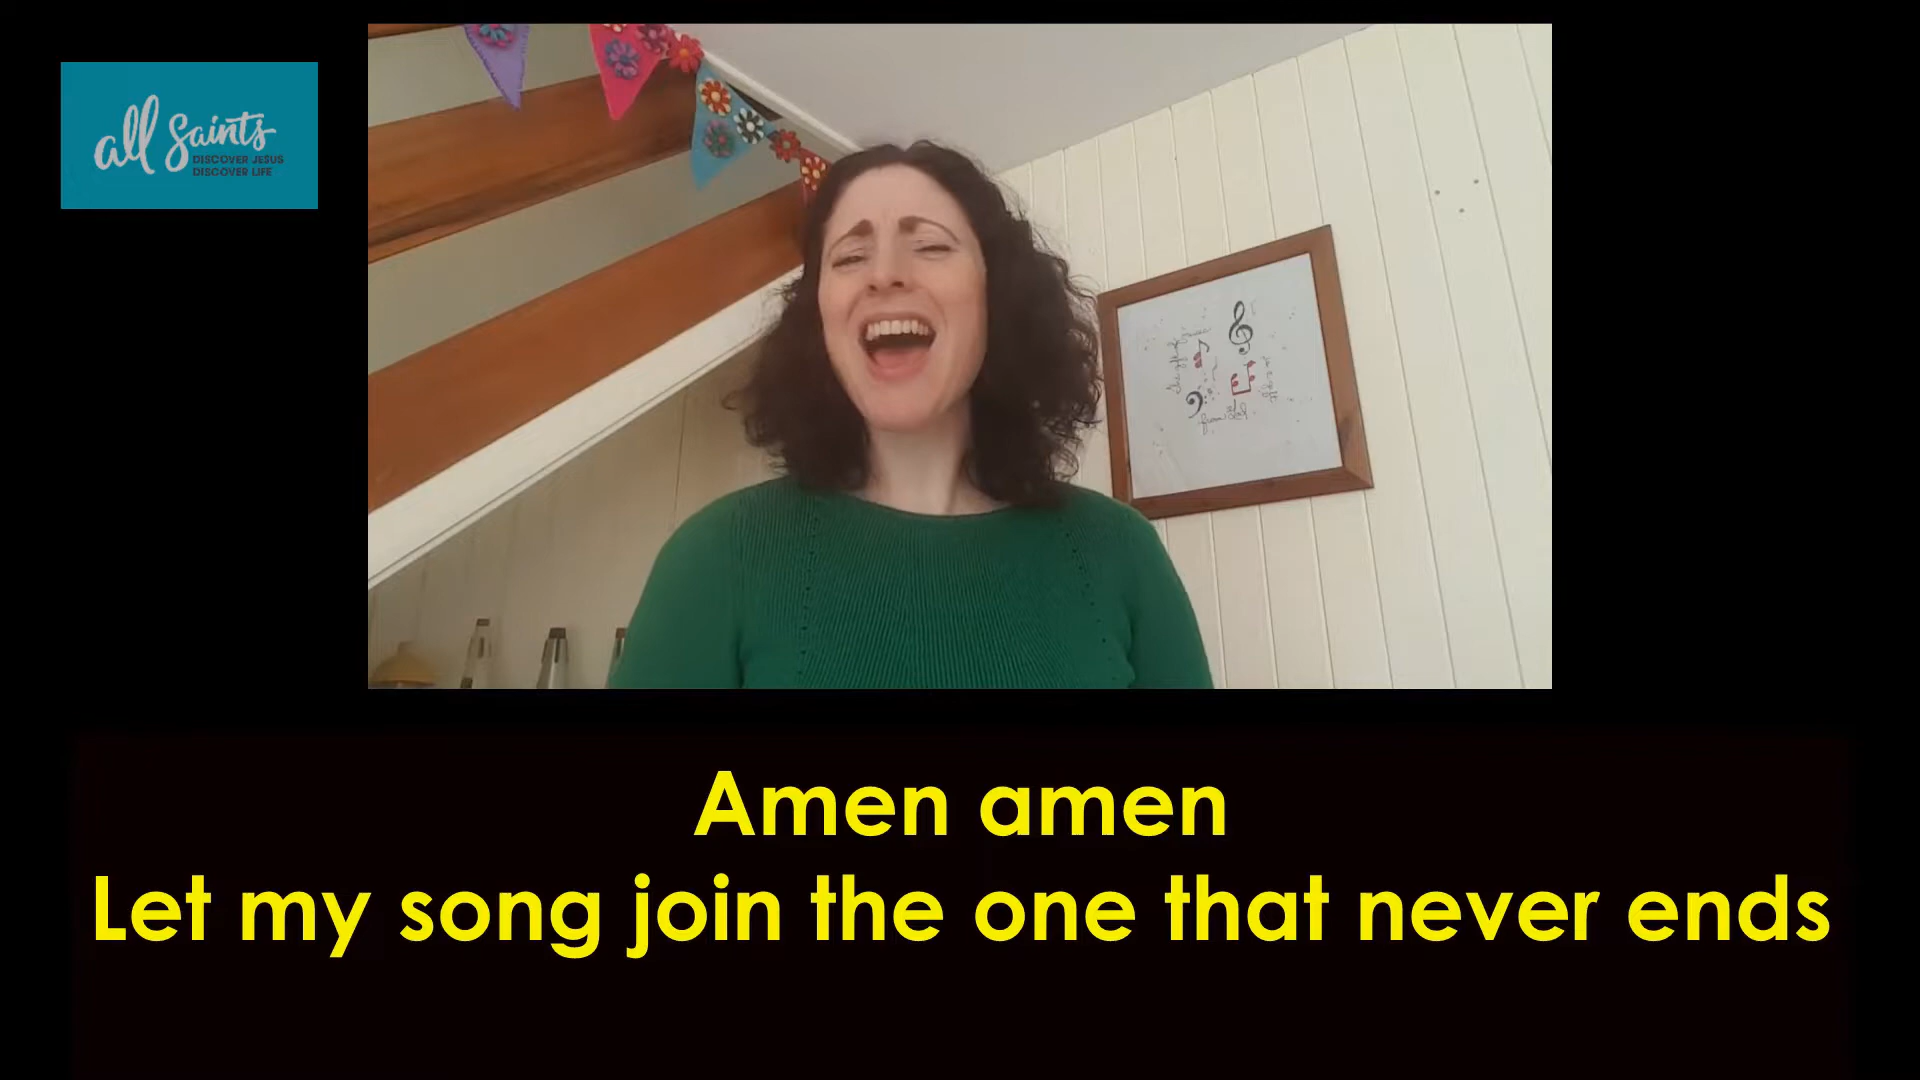 all Saints
DISCOVER JESUS
DISCOVER LIFE
Amen amen
Let my song join the one that never ends